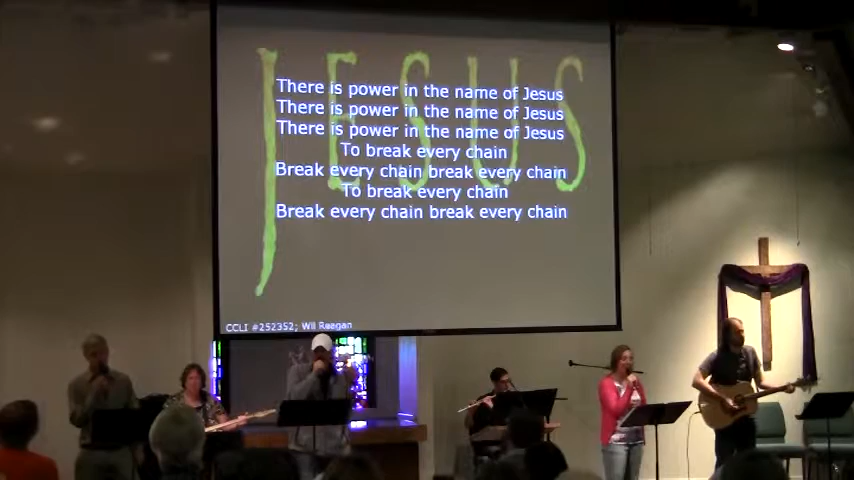 JESUS
There is power in the name of Jesus
There is power in the name of Jesus
There is power in the name of Jesus
To break every chain
Break every chain break every chain
To break every chain
Break every chain break every chain
CCLI #252352; Wil Reagan